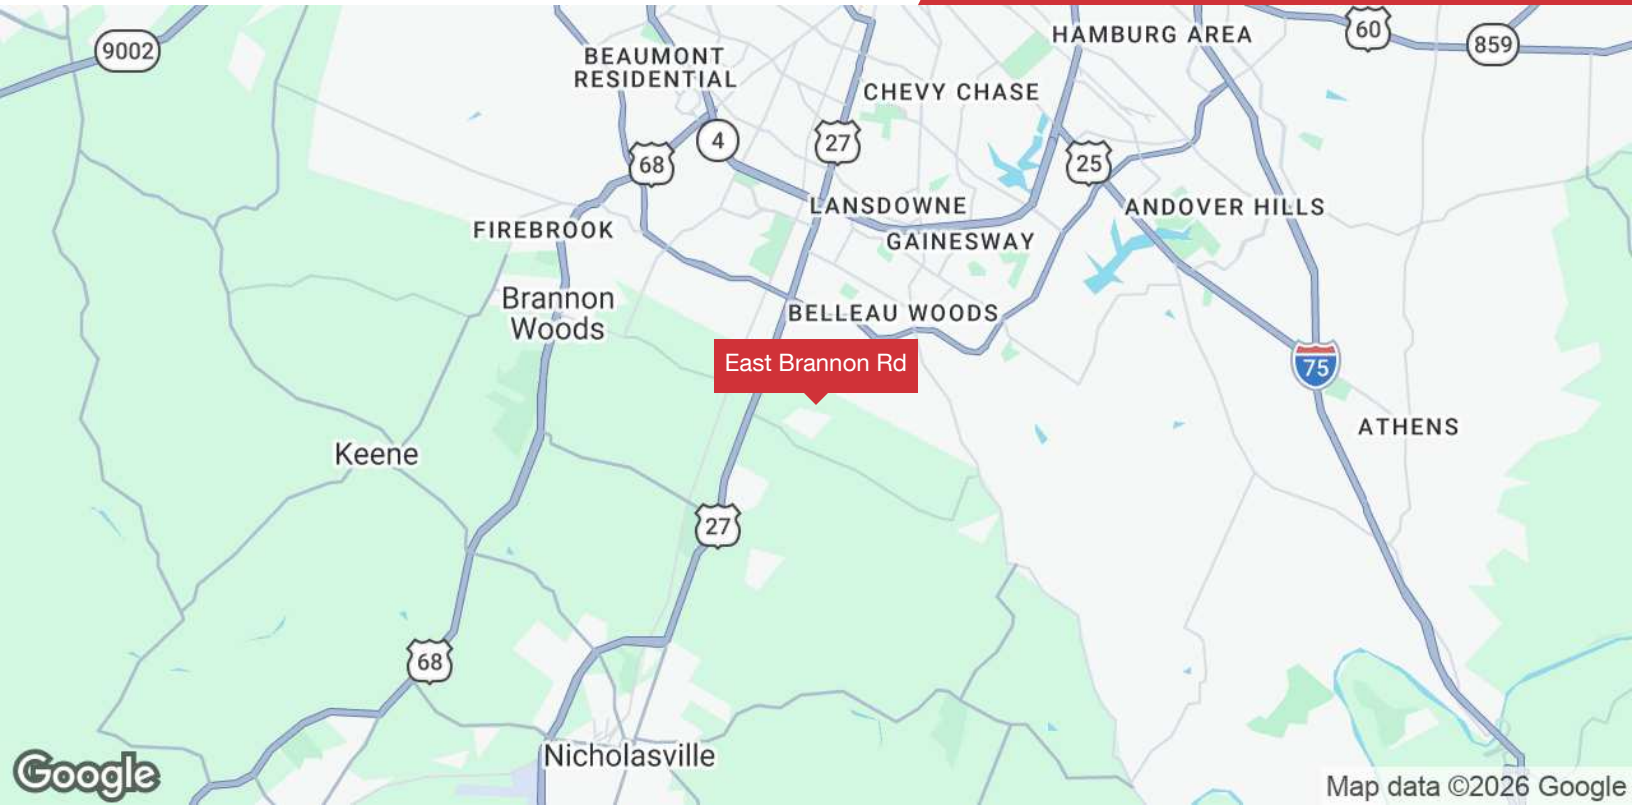 60
859
HAMBURG AREA
9002
BEAUMONT
RESIDENTIAL
CHEVY CHASE
4
27
68
25
LANSDOWNE
ANDOVER HILLS
FIREBROOK
GAINESWAY
Brannon
Woods
BELLEAU WOODS
East Brannon Rd
75
ATHENS
Keene
27
68
Nicholasville
Google
Map data ©2026 Google